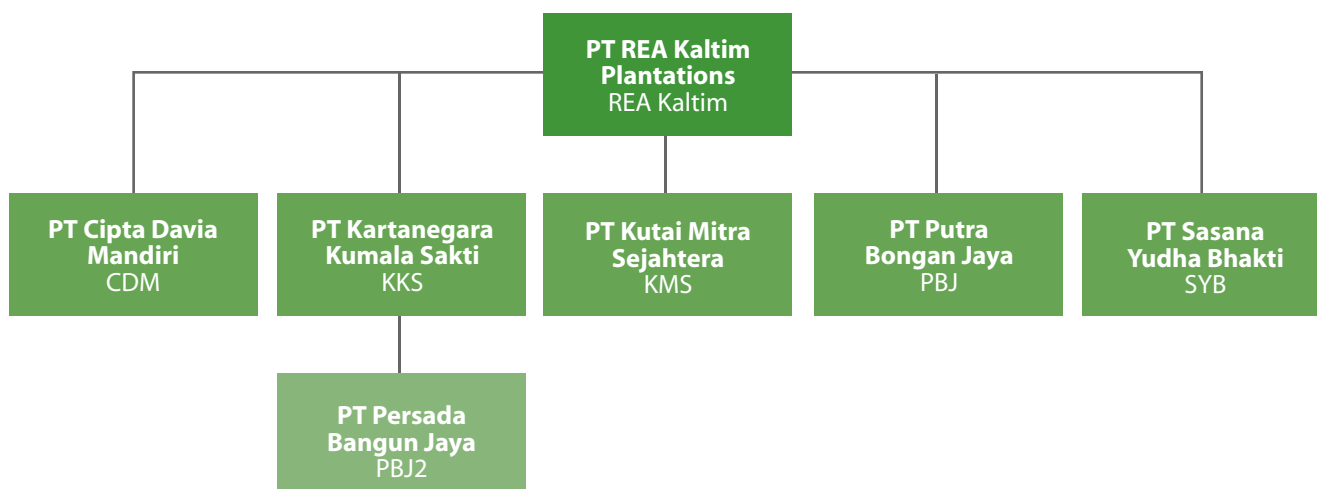 PT REA Kaltim
Plantations
REA Kaltim
PT Cipta Davia
Mandiri
CDM
PT Kartanegara
Kumala Sakti
KKS
PT Kutai Mitra
Sejahtera
KMS
PT Putra
Bongan Jaya
PBJ
PT Sasana
Yudha Bhakti
SYB
PT Persada
Bangun Jaya
PBJ2